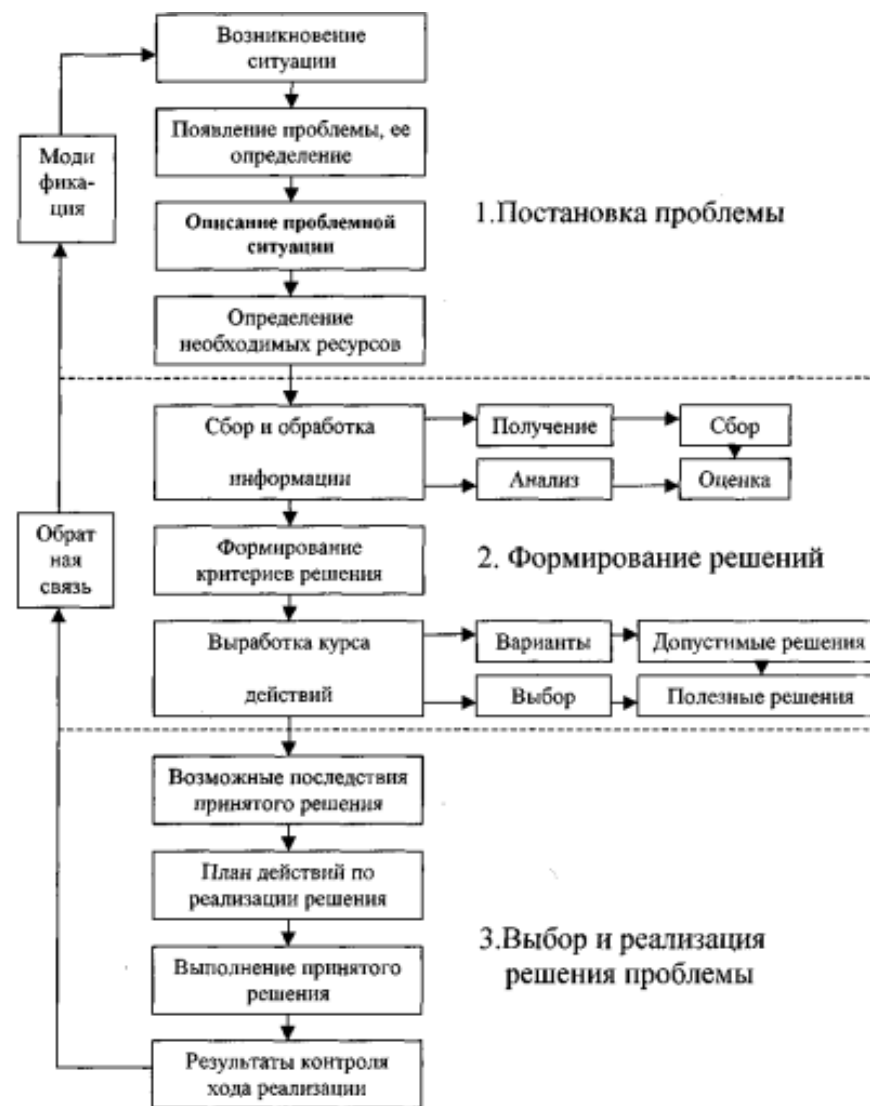 Возникновение
ситуации
Появление проблемы, ее
определение
Моди
фика-
ция
Описание проблемной
ситуации
1.Постановка проблемы
Определение
необходимых ресурсов
Сбор и обработка
информации
Получение
Сбор
Анализ
Оценка
Обрат
ная
связь
Формирование
критериев решения
2. Формирование решений
Выработка курса
действий
Варианты
Допустимые решения
Выбор
Полезные решения
Возможные последствия
принятого решения
План действий по
реализации решения
3.Выбор и реализация
решения проблемы
Выполнение принятого
решения
Результаты контроля
хода реализации